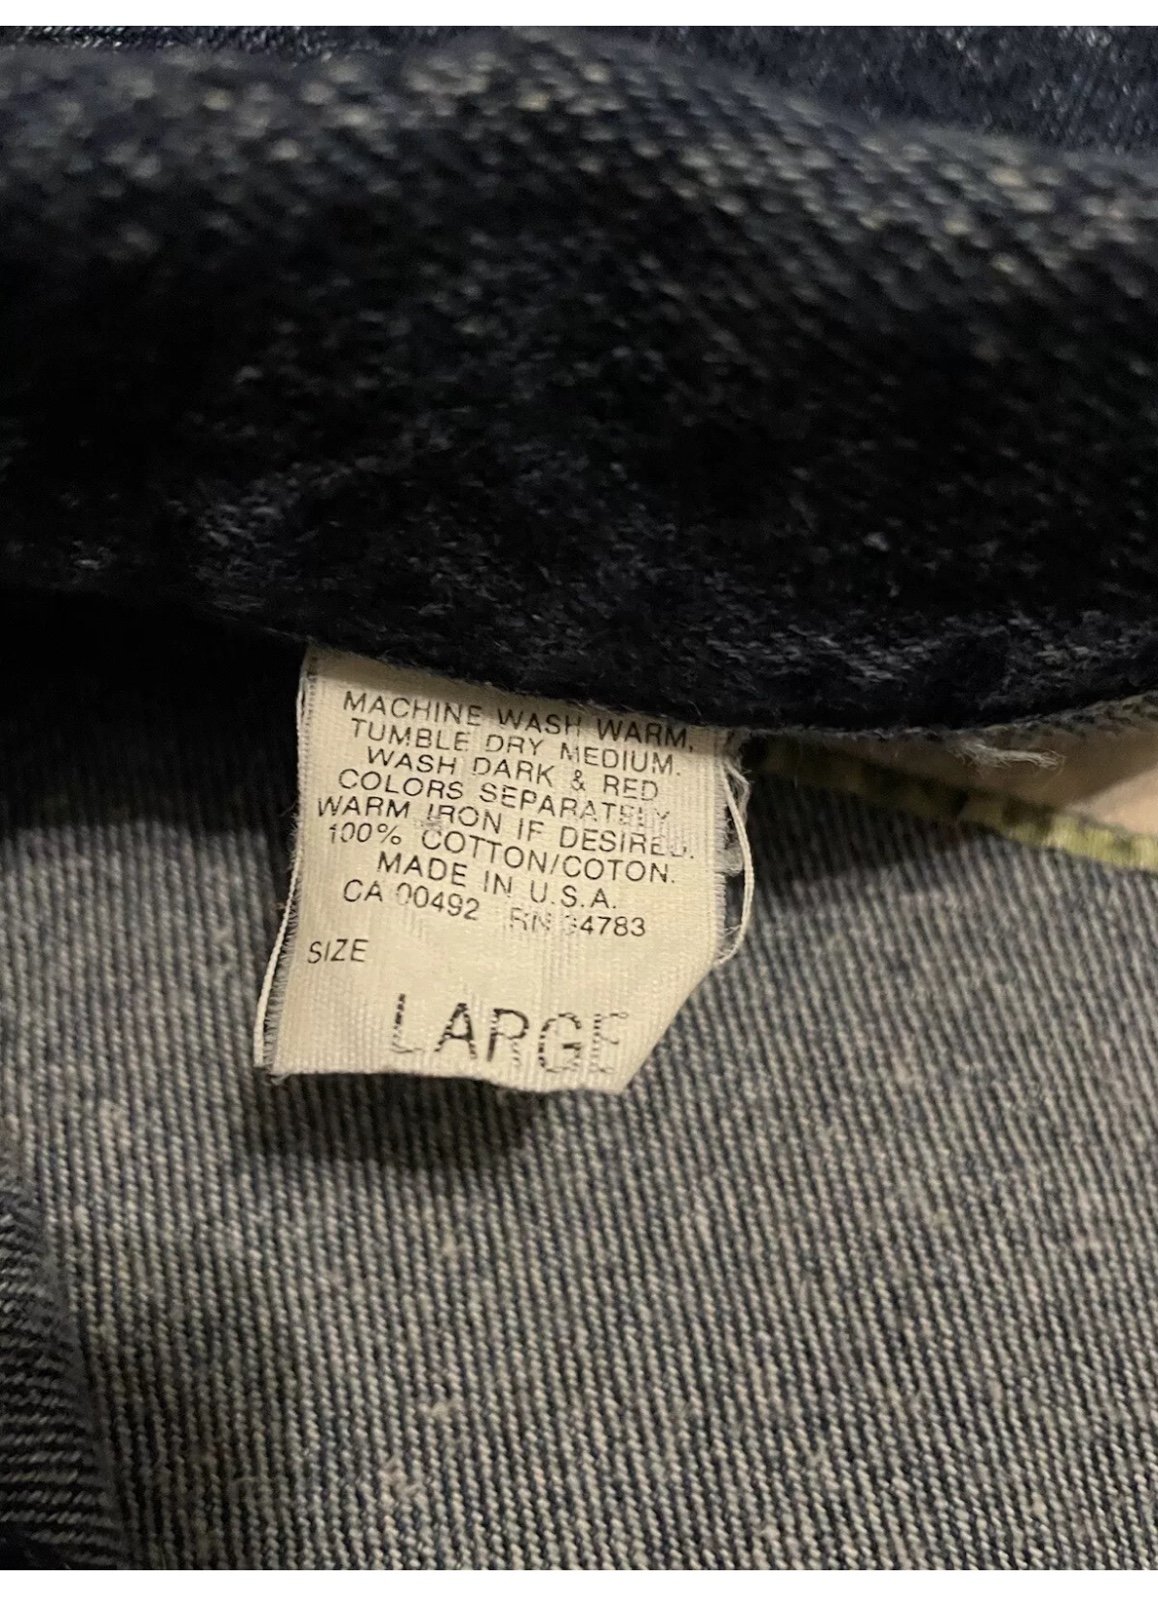 MACHINE WASH WARM.
TUMBLE DRY MEDIUM.
WASH DARK & RED
COLORS SEPARATELY.
WARM IRON IF DESIRED.
100% COTTON/COTON.
MADE IN U.S.A.
CA 00492 RN
SIZE
LARGE